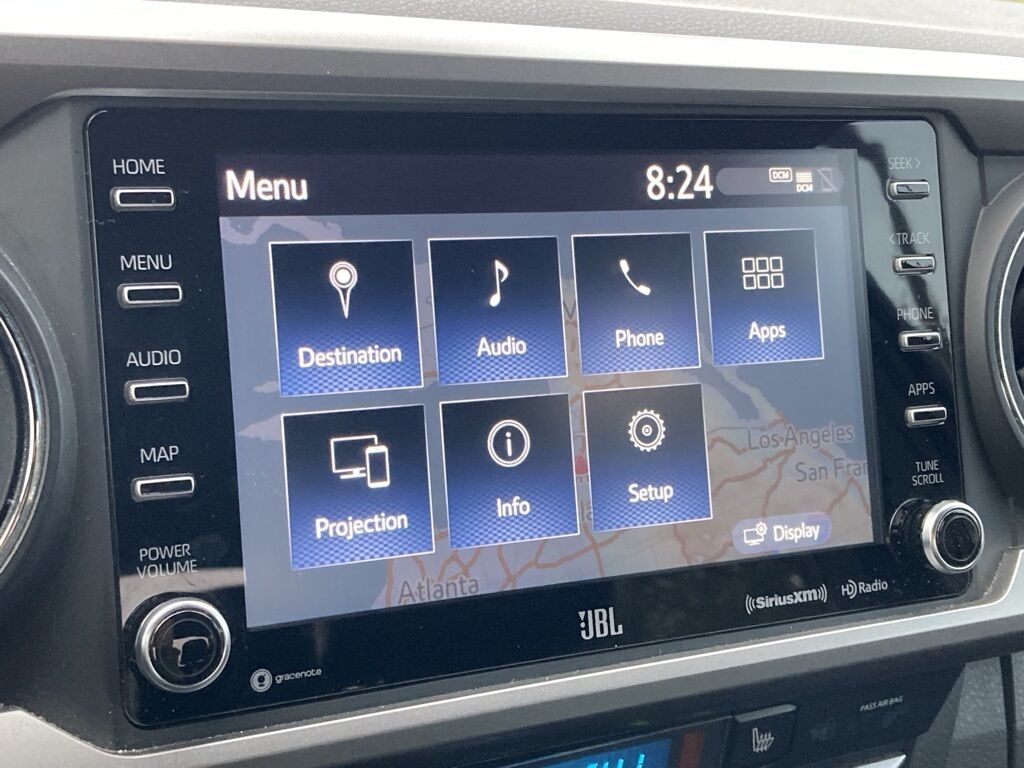 HOME
MENU
AUDIO
MAP
POWER
VOLUME
Menu
8:24
DCM
DCM
Destination
Audio
Phone
Apps
Projection
Info
Setup
Los Angeles
San Fran
Atlanta
Display
SEEK >
< TRACK
PHONE
APPS
TUNE
SCROLL
gracenote
JBL
SiriusXM
HD Radio
PASS AIR BAG